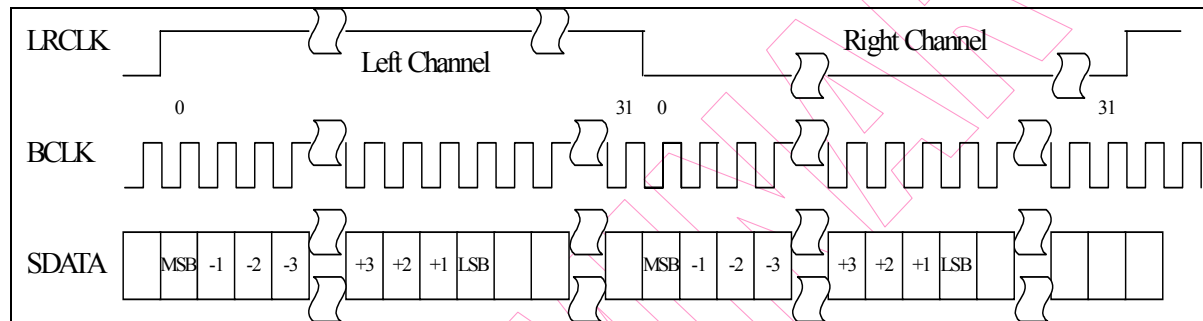 LRCLK
Left Channel
Right Channel
0 31 0 31
BCLK
SDATA
MSB -1 -2 -3 +3 +2 +1 LSB MSB -1 -2 -3 +3 +2 +1 LSB